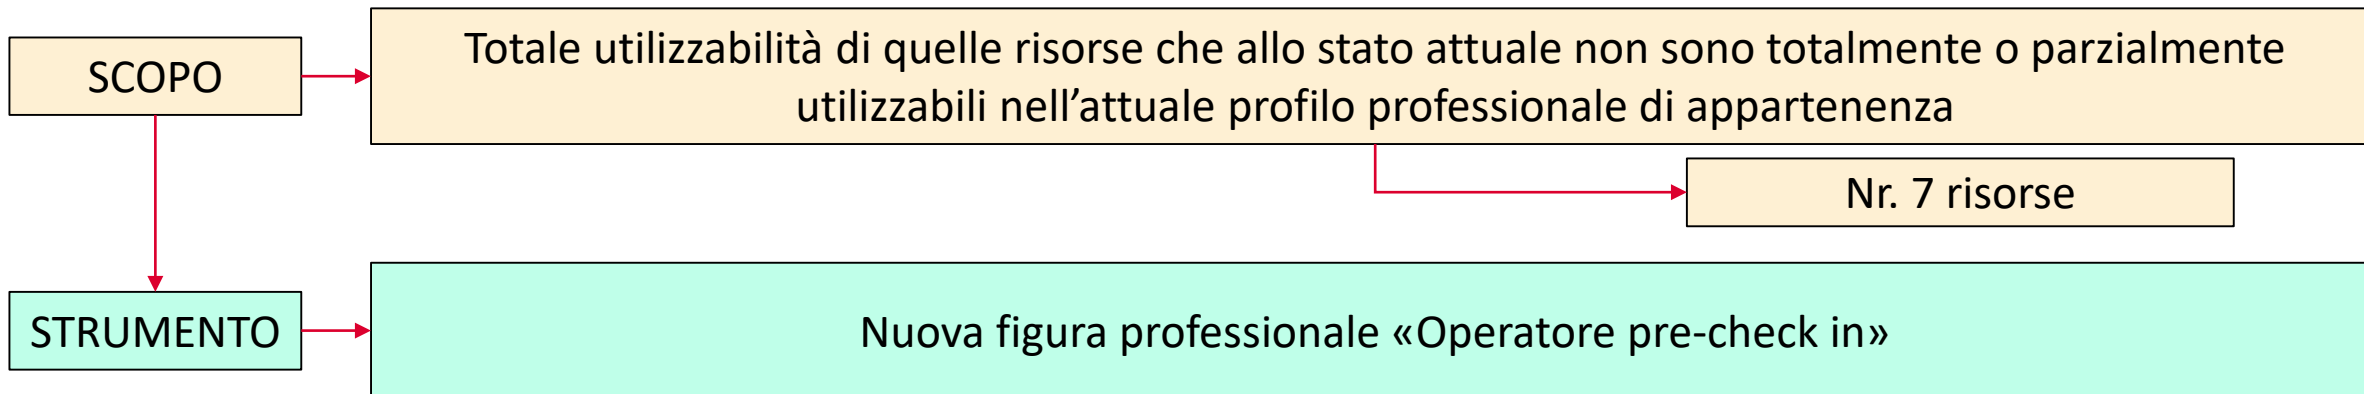 SCOPO
Totale utilizzabilità di quelle risorse che allo stato attuale non sono totalmente o parzialmente
utilizzabili nell’attuale profilo professionale di appartenenza
Nr. 7 risorse
STRUMENTO
Nuova figura professionale «Operatore pre-check in»